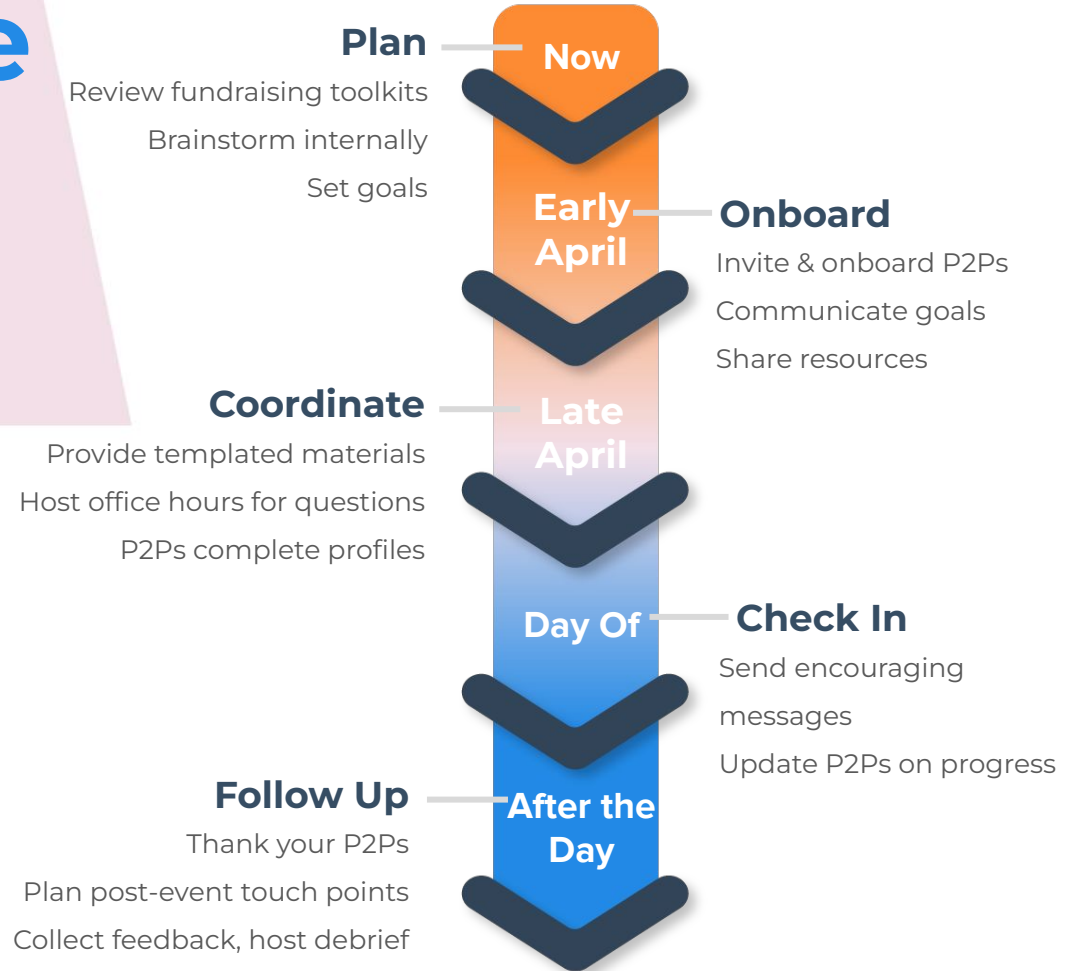 e
Plan
Review fundraising toolkits
Brainstorm internally
Set goals
Now
Early
April
Onboard
Invite & onboard P2Ps
Communicate goals
Share resources
Coordinate
Provide templated materials
Host office hours for questions
P2Ps complete profiles
Late
April
Day Of
Check In
Send encouraging
messages
Update P2Ps on progress
Follow Up
Thank your P2Ps
Plan post-event touch points
Collect feedback, host debrief
After the
Day